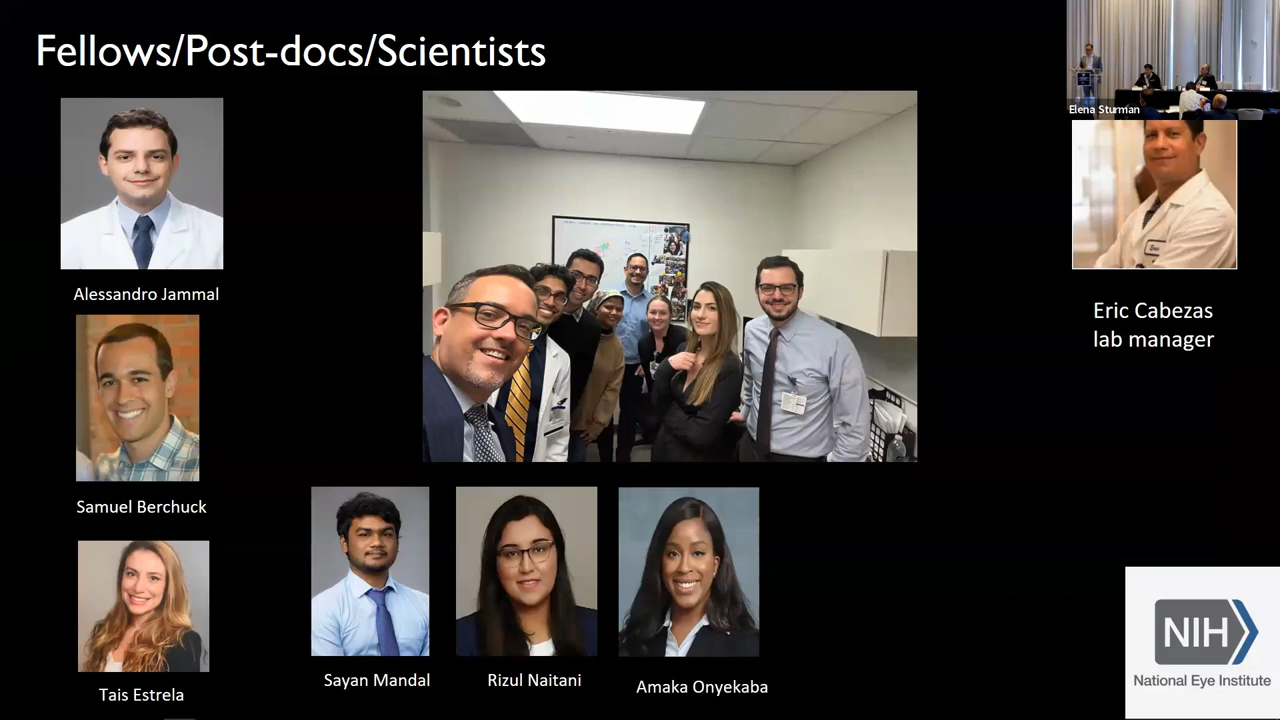 Fellows/Post-docs/Scientists
Elena Sturman
Alessandro Jammal
Eric Cabezas
lab manager
Samuel Berchuck
Tais Estrela
Sayan Mandal
Rizul Naitani
Amaka Onyekaba
NIH
National Eye Institute